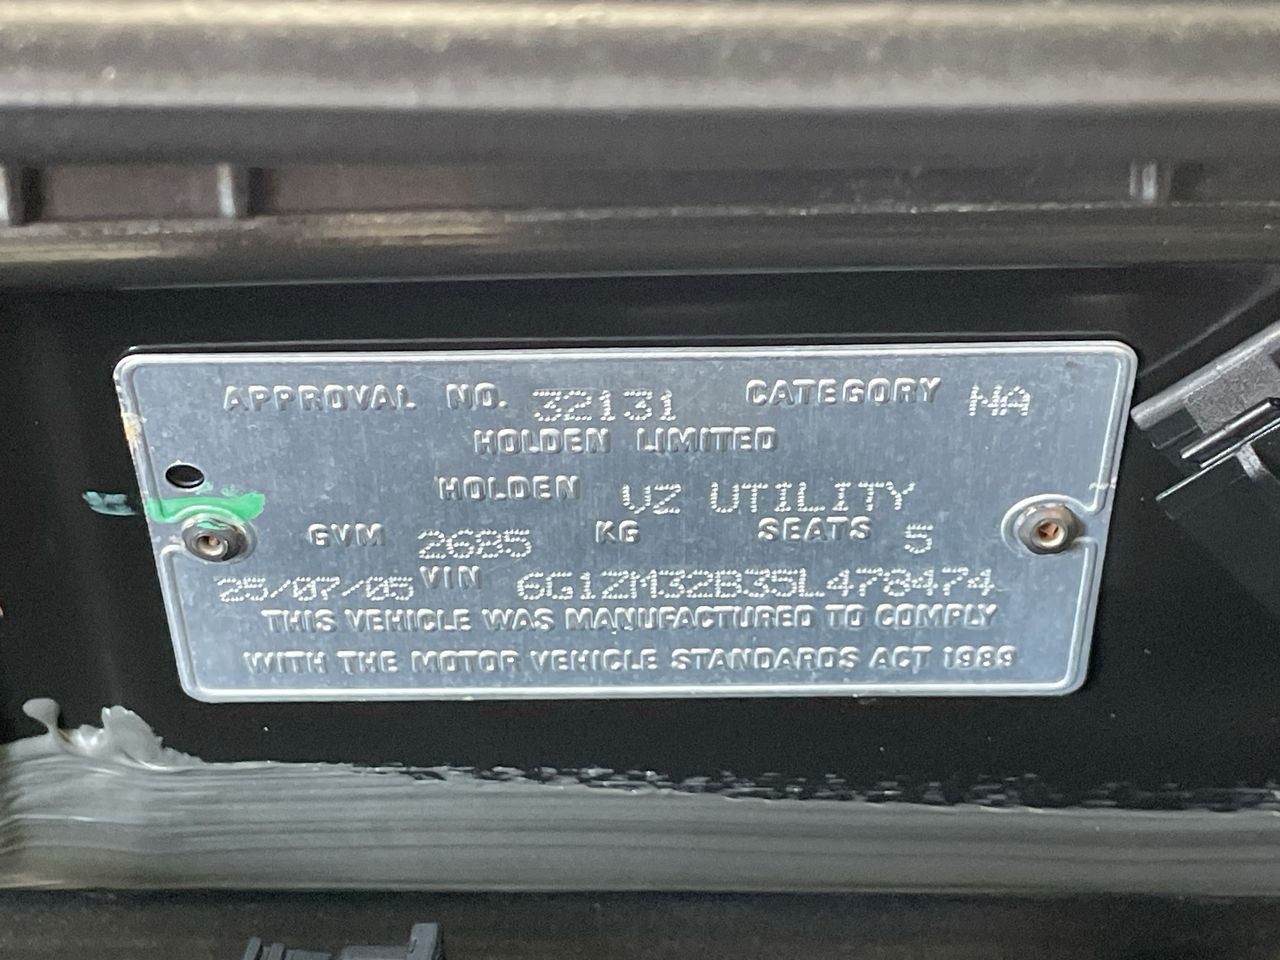 APPROVAL NO. 32131 CATEGORY NA
HOLDEN LIMITED
HOLDEN VZ UTILITY
GVM 2685 KG SEATS 5
25/07/05 VIN 6G1ZM32B35L478474
THIS VEHICLE WAS MANUFACTURED TO COMPLY
WITH THE MOTOR VEHICLE STANDARDS ACT 1989